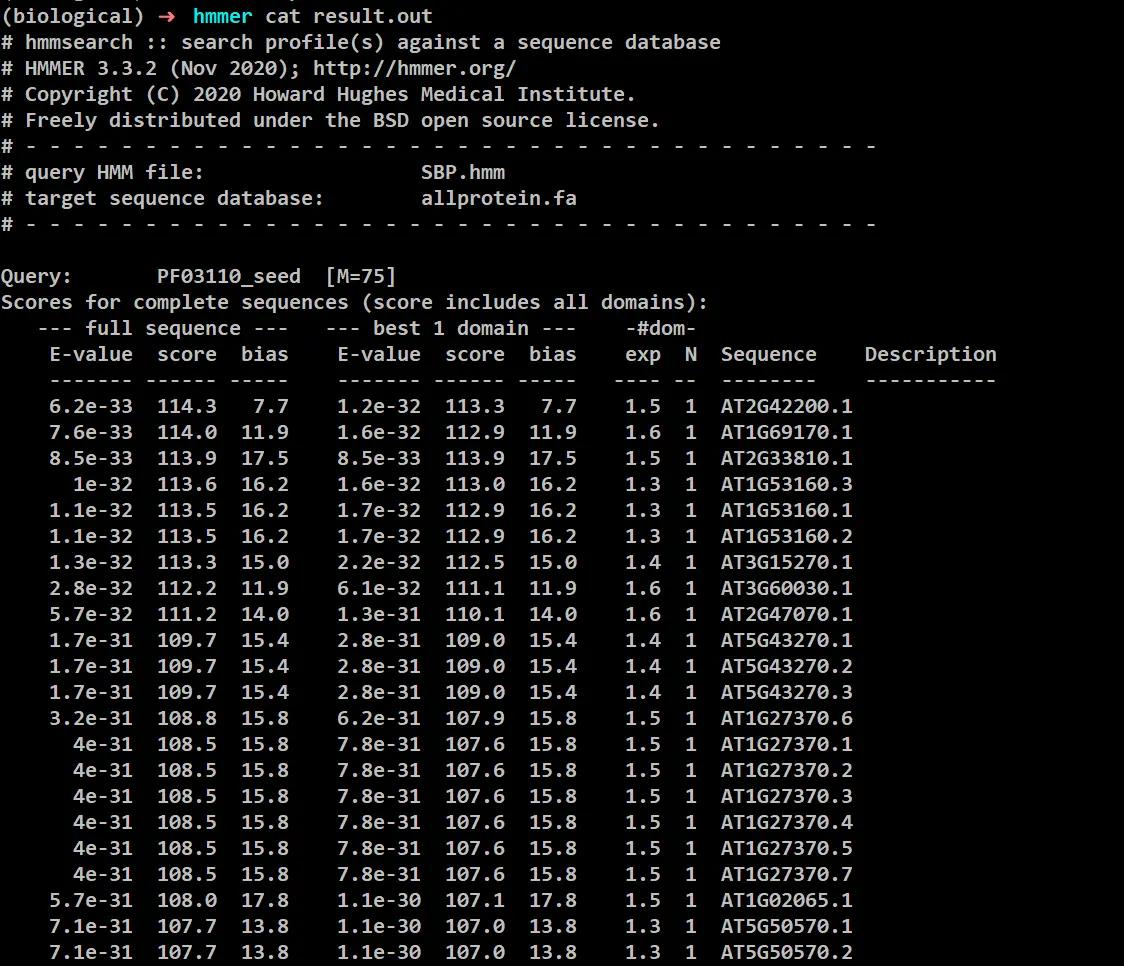 (biological) → hmmer cat result.out
# hmmsearch :: search profile(s) against a sequence database
# HMMER 3.3.2 (Nov 2020); http://hmmer.org/
# Copyright (C) 2020 Howard Hughes Medical Institute.
# Freely distributed under the BSD open source license.
# - - - - - - - - - - - - - - - - - - - - - - - - - - - - - - - - - - - -
# query HMM file:                  SBP.hmm
# target sequence database:        allprotein.fa
# - - - - - - - - - - - - - - - - - - - - - - - - - - - - - - - - - - - -
Query:       PF03110_seed  [M=75]
Scores for complete sequences (score includes all domains):
   --- full sequence ---   --- best 1 domain ---    -#dom-
    E-value  score  bias    E-value  score  bias    exp  N  Sequence    Description
    ------- ------ -----    ------- ------ -----   ---- --  --------    -----------
    6.2e-33  114.3   7.7    1.2e-32  113.3   7.7    1.5  1  AT2G42200.1
    7.6e-33  114.0  11.9    1.6e-32  112.9  11.9    1.6  1  AT1G69170.1
    8.5e-33  113.9  17.5    8.5e-33  113.9  17.5    1.5  1  AT2G33810.1
      1e-32  113.6  16.2    1.6e-32  113.0  16.2    1.3  1  AT1G53160.3
    1.1e-32  113.5  16.2    1.7e-32  112.9  16.2    1.3  1  AT1G53160.1
    1.1e-32  113.5  16.2    1.7e-32  112.9  16.2    1.3  1  AT1G53160.2
    1.3e-32  113.3  15.0    2.2e-32  112.5  15.0    1.4  1  AT3G15270.1
    2.8e-32  112.2  11.9    6.1e-32  111.1  11.9    1.6  1  AT3G60030.1
    5.7e-32  111.2  14.0    1.3e-31  110.1  14.0    1.6  1  AT2G47070.1
    1.7e-31  109.7  15.4    2.8e-31  109.0  15.4    1.4  1  AT5G43270.1
    1.7e-31  109.7  15.4    2.8e-31  109.0  15.4    1.4  1  AT5G43270.2
    1.7e-31  109.7  15.4    2.8e-31  109.0  15.4    1.4  1  AT5G43270.3
    3.2e-31  108.8  15.8    6.2e-31  107.9  15.8    1.5  1  AT1G27370.6
      4e-31  108.5  15.8    7.8e-31  107.6  15.8    1.5  1  AT1G27370.1
      4e-31  108.5  15.8    7.8e-31  107.6  15.8    1.5  1  AT1G27370.2
      4e-31  108.5  15.8    7.8e-31  107.6  15.8    1.5  1  AT1G27370.3
      4e-31  108.5  15.8    7.8e-31  107.6  15.8    1.5  1  AT1G27370.4
      4e-31  108.5  15.8    7.8e-31  107.6  15.8    1.5  1  AT1G27370.5
      4e-31  108.5  15.8    7.8e-31  107.6  15.8    1.5  1  AT1G27370.7
    5.7e-31  108.0  17.8    1.1e-30  107.1  17.8    1.5  1  AT1G02065.1
    7.1e-31  107.7  13.8    1.1e-30  107.0  13.8    1.3  1  AT5G50570.1
    7.1e-31  107.7  13.8    1.1e-30  107.0  13.8    1.3  1  AT5G50570.2